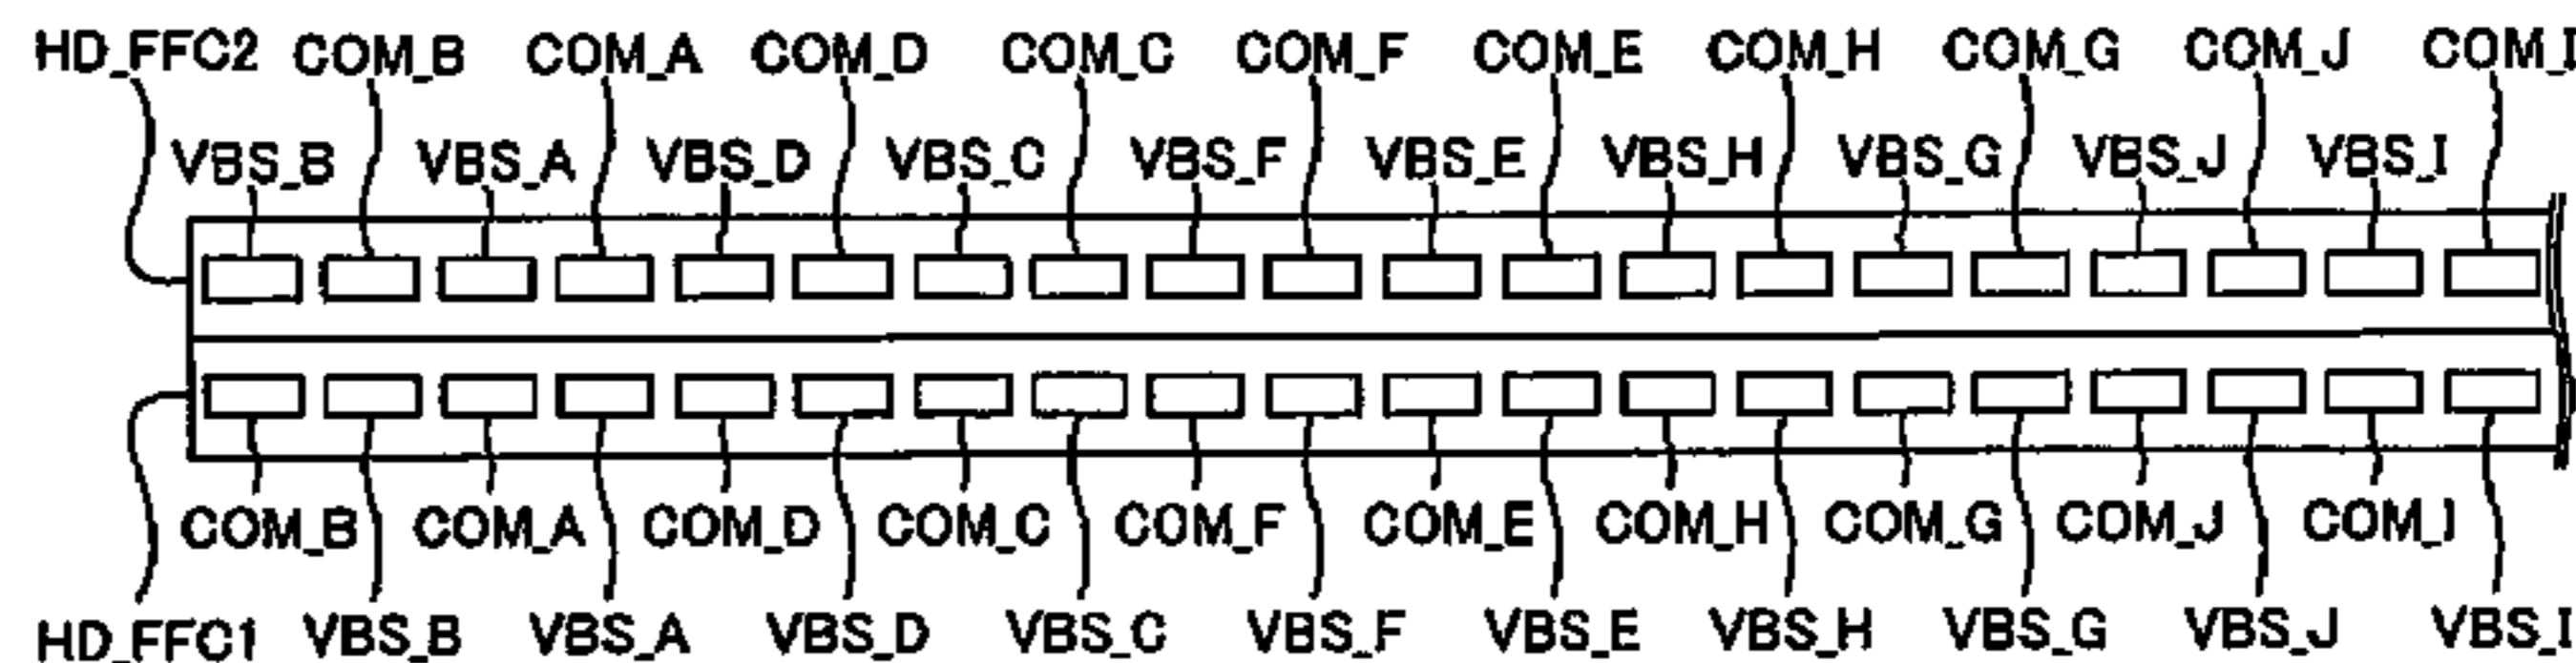 HD_FFC2 COM_B COM_A COM_D COM_C COM_F COM_E COM_H COM_G COM_J COM_I
VBS_B VBS_A VBS_D VBS_C VBS_F VBS_E VBS_H VBS_G VBS_J VBS_I
COM_B COM_A COM_D COM_C COM_F COM_E COM_H COM_G COM_J COM_I
HD_FFC1 VBS_B VBS_A VBS_D VBS_C VBS_F VBS_E VBS_H VBS_G VBS_J VBS_I